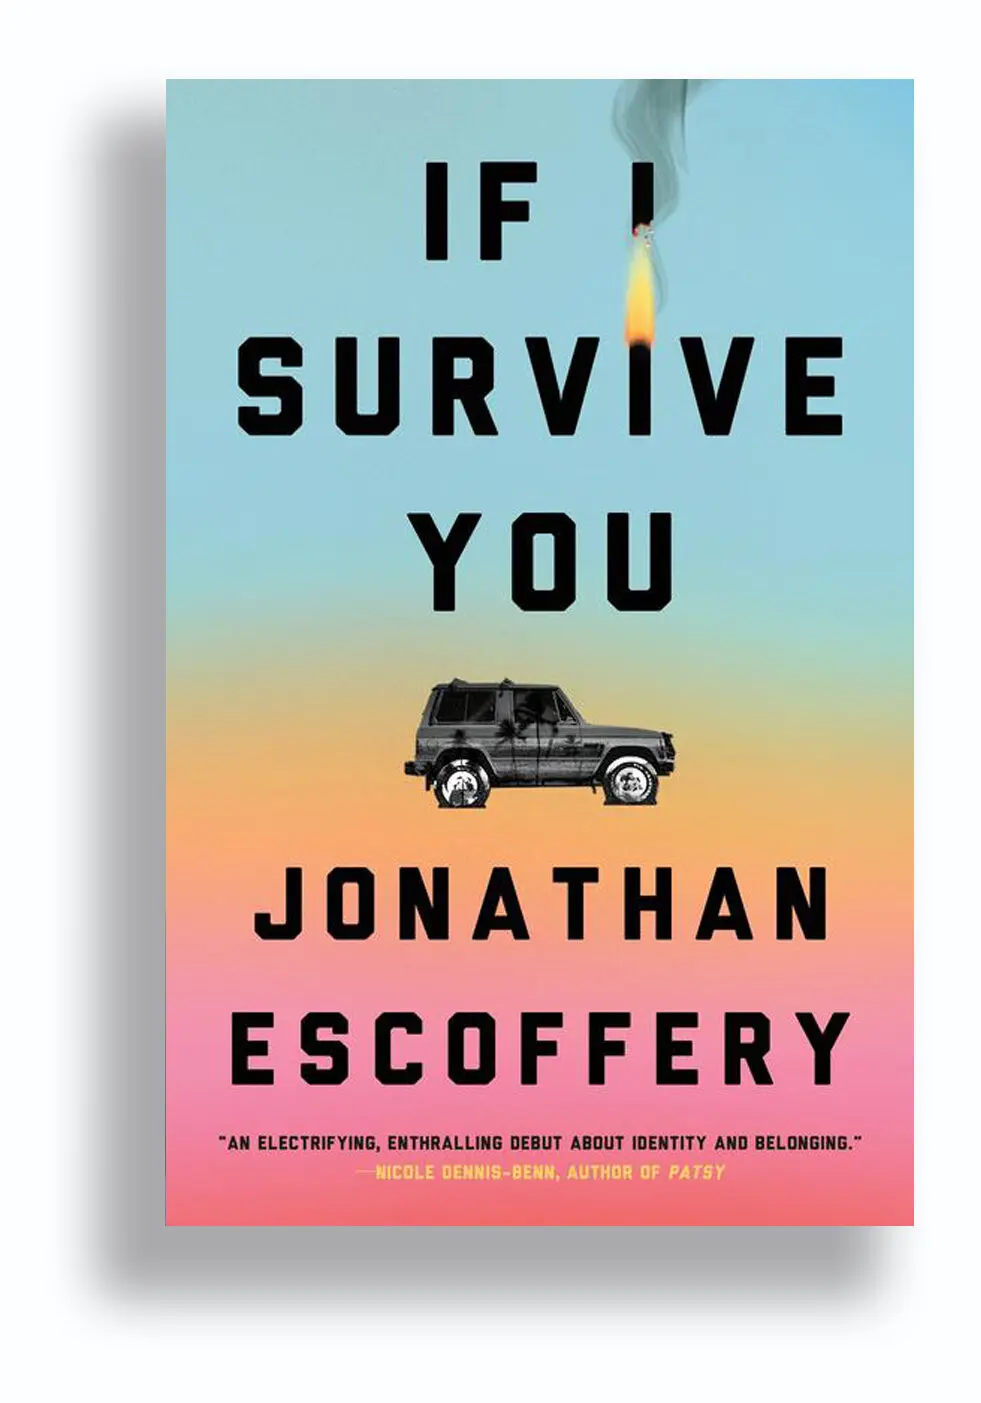 IF I
SURVIVE
YOU
JONATHAN
ESCOFFERY
"AN ELECTRIFYING, ENTHRALLING DEBUT ABOUT IDENTITY AND BELONGING."
—NICOLE DENNIS-BENN, AUTHOR OF PATSY